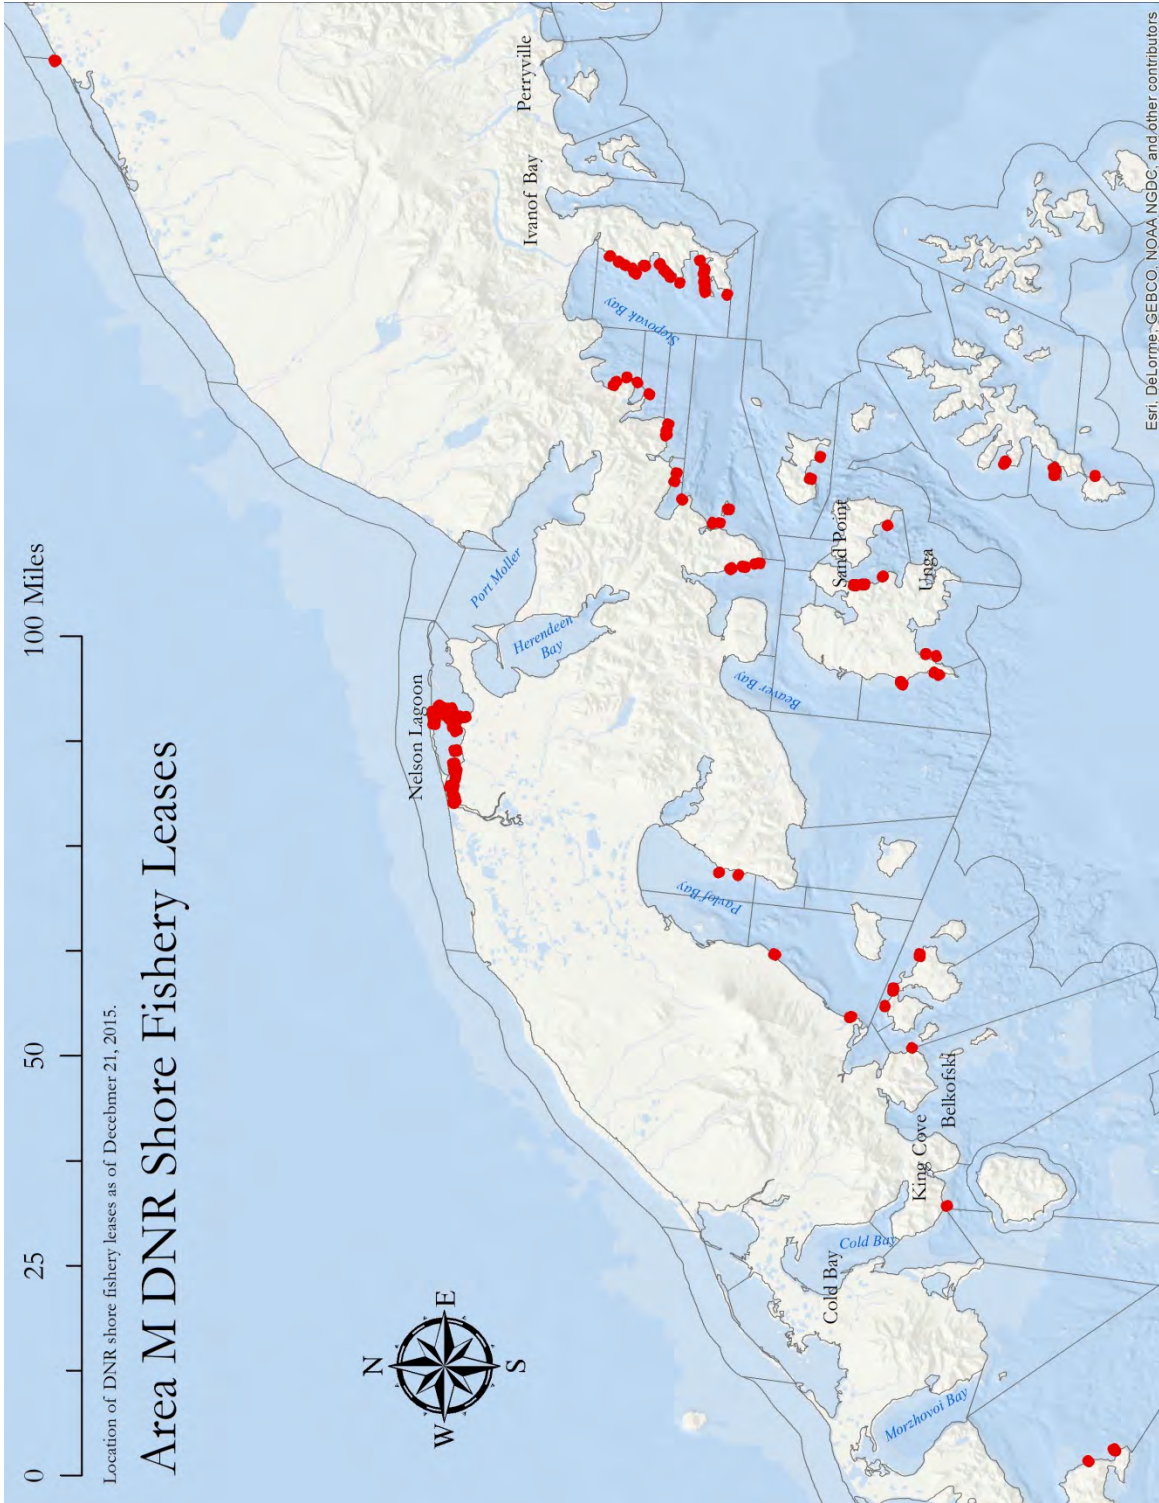 0 25 50 100 Miles
Location of DNR shore fishery leases as of Decebmer 21, 2015.
Area M DNR Shore Fishery Leases
N
W E
S
Nelson Lagoon
Port Moller
Herendeen
Bay
Perryville
Ivanof Bay
Stepovak Bay
Sand Point
Unga
Beaver Bay
Pavlof Bay
Belkofski
King Cove
Cold Bay
Cold Bay
Morzhovoi Bay
Esri, DeLorme, GEBCO, NOAA NGDC, and other contributors